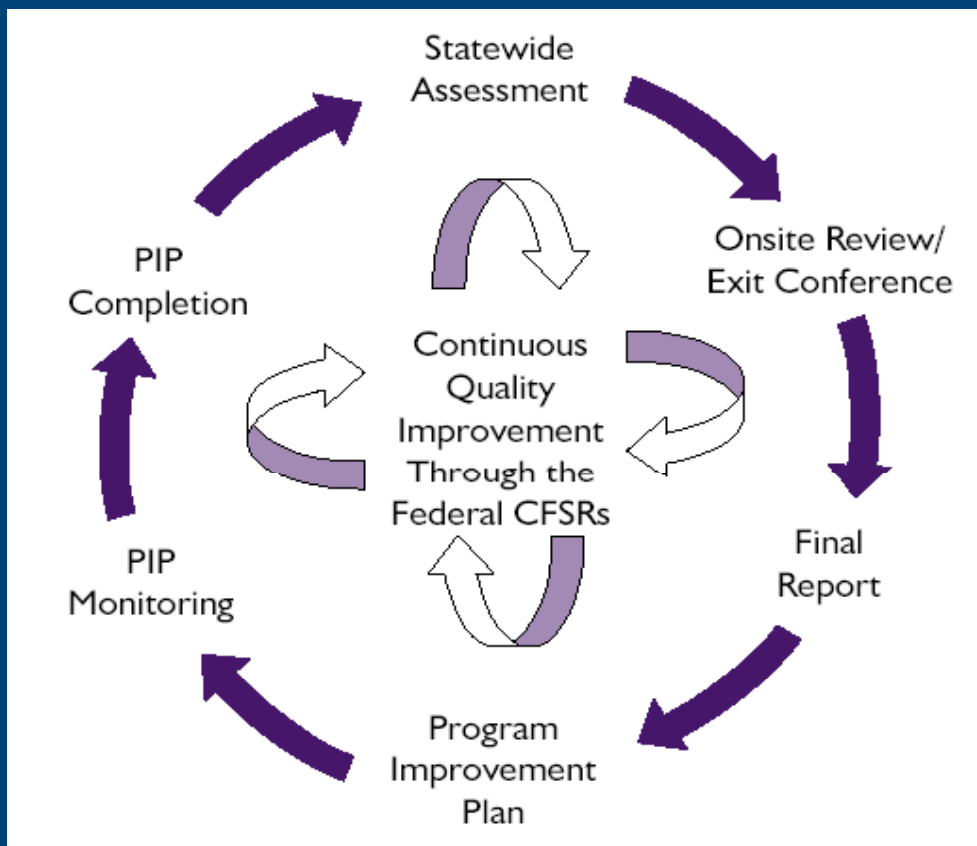 Statewide
Assessment
Onsite Review/
Exit Conference
Final
Report
Program
Improvement
Plan
PIP
Monitoring
PIP
Completion
Continuous
Quality
Improvement
Through the
Federal CFSRs